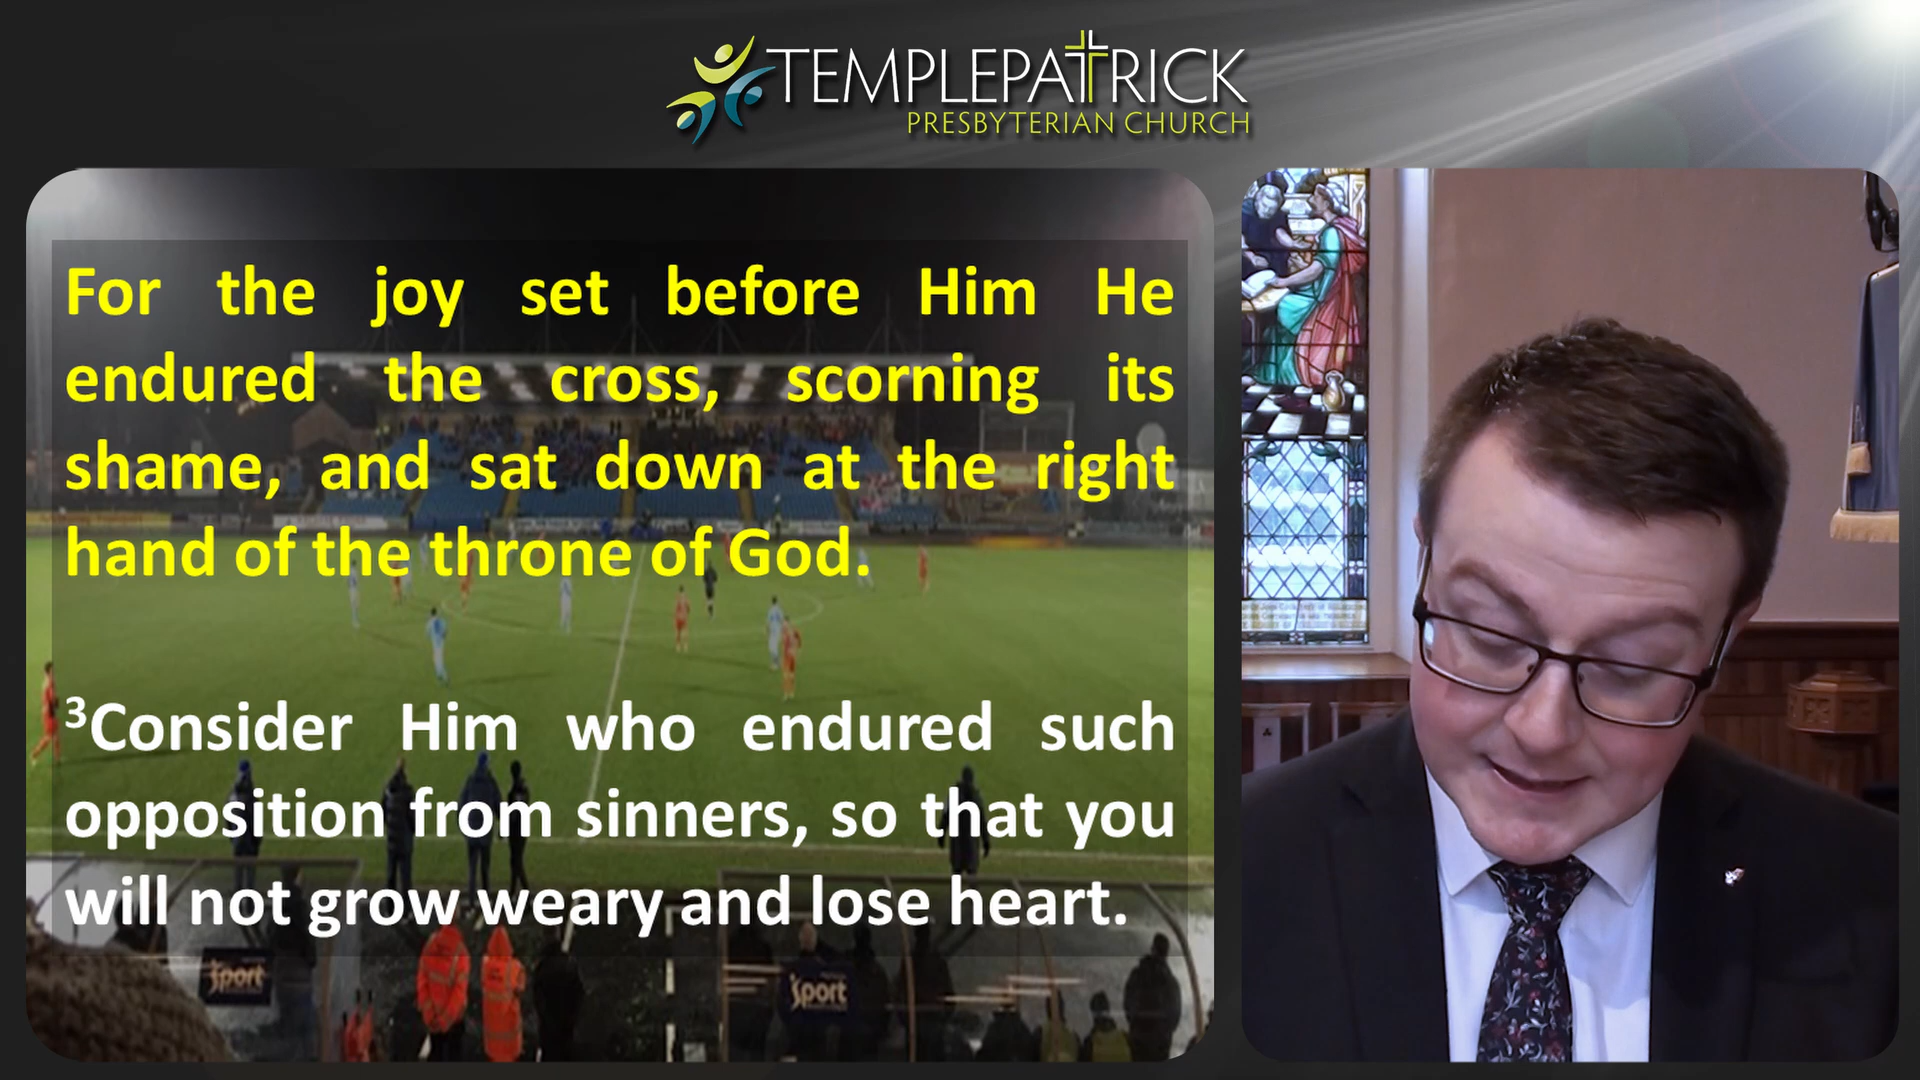 TEMPLEPATRICK
PRESBYTERIAN CHURCH
For the joy set before Him He
endured the cross, scorning its
shame, and sat down at the right
hand of the throne of God.
³Consider Him who endured such
opposition from sinners, so that you
will not grow weary and lose heart.
Sport
Sport